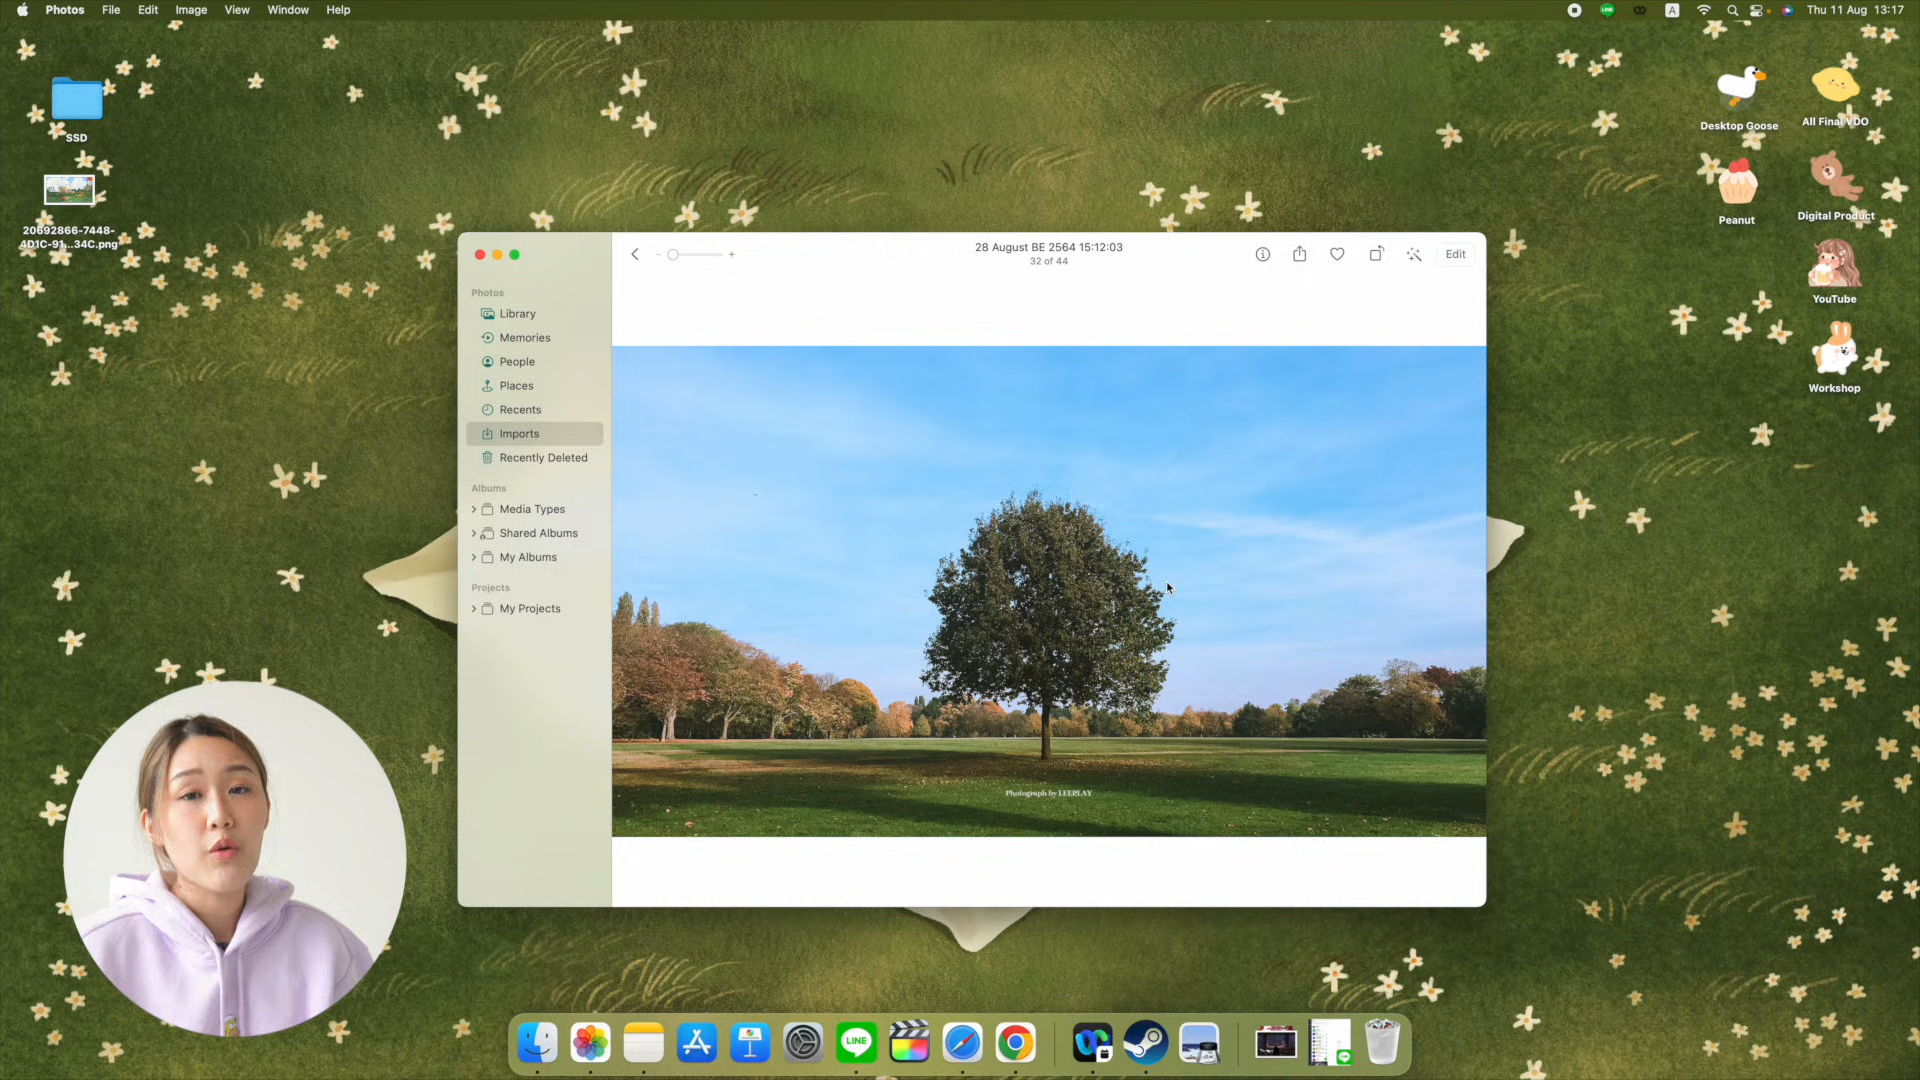 Photos File Edit Image View Window Help
A
Thu 11 Aug 13:17
SSD
20692866-7448-
4D1C-91...34C.png
Desktop Goose
All Final VDO
Peanut
Digital Product
YouTube
Workshop
28 August BE 2564 15:12:03
32 of 44
Edit
Photos
Library
Memories
People
Places
Recents
Imports
Recently Deleted
Albums
Media Types
Shared Albums
My Albums
Projects
My Projects
Photograph by LEEPLAY
LINE